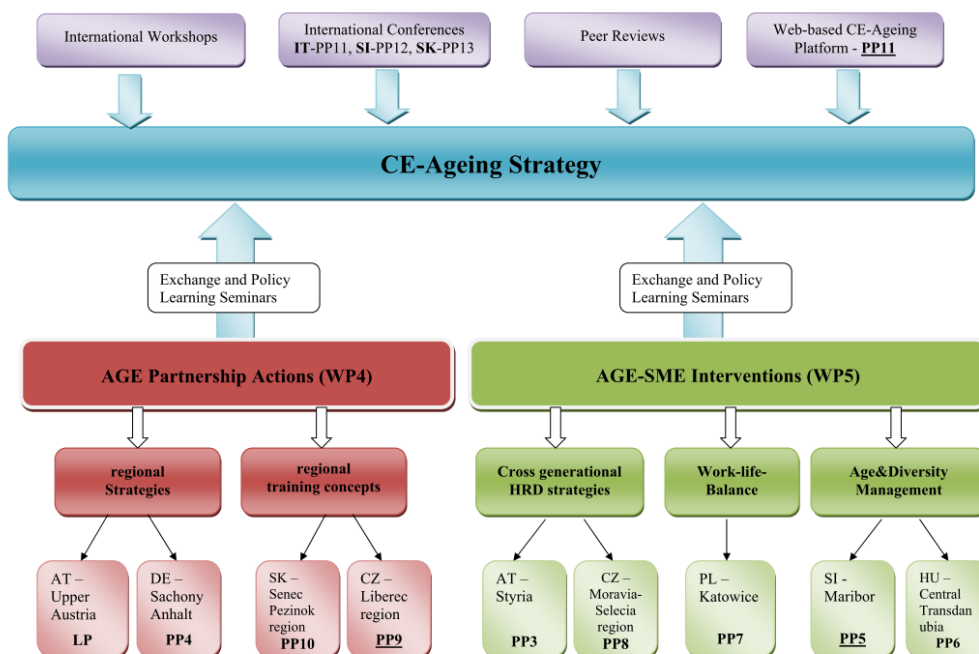 International Workshops
International Conferences
IT-PP11, SI-PP12, SK-PP13
Peer Reviews
Web-based CE-Ageing
Platform - PP11
CE-Ageing Strategy
Exchange and Policy
Learning Seminars
Exchange and Policy
Learning Seminars
AGE Partnership Actions (WP4)
AGE-SME Interventions (WP5)
regional
Strategies
regional
training concepts
Cross generational
HRD strategies
Work-life-
Balance
Age&Diversity
Management
AT –
Upper
Austria
LP
DE –
Sachony
Anhalt
PP4
SK –
Senec
Pezinok
region
PP10
CZ –
Liberec
region
PP9
AT –
Styria
PP3
CZ –
Moravia-
Selecia
region
PP8
PL –
Katowice
PP7
SI -
Maribor
PP5
HU –
Central
Transdan
ubia
PP6